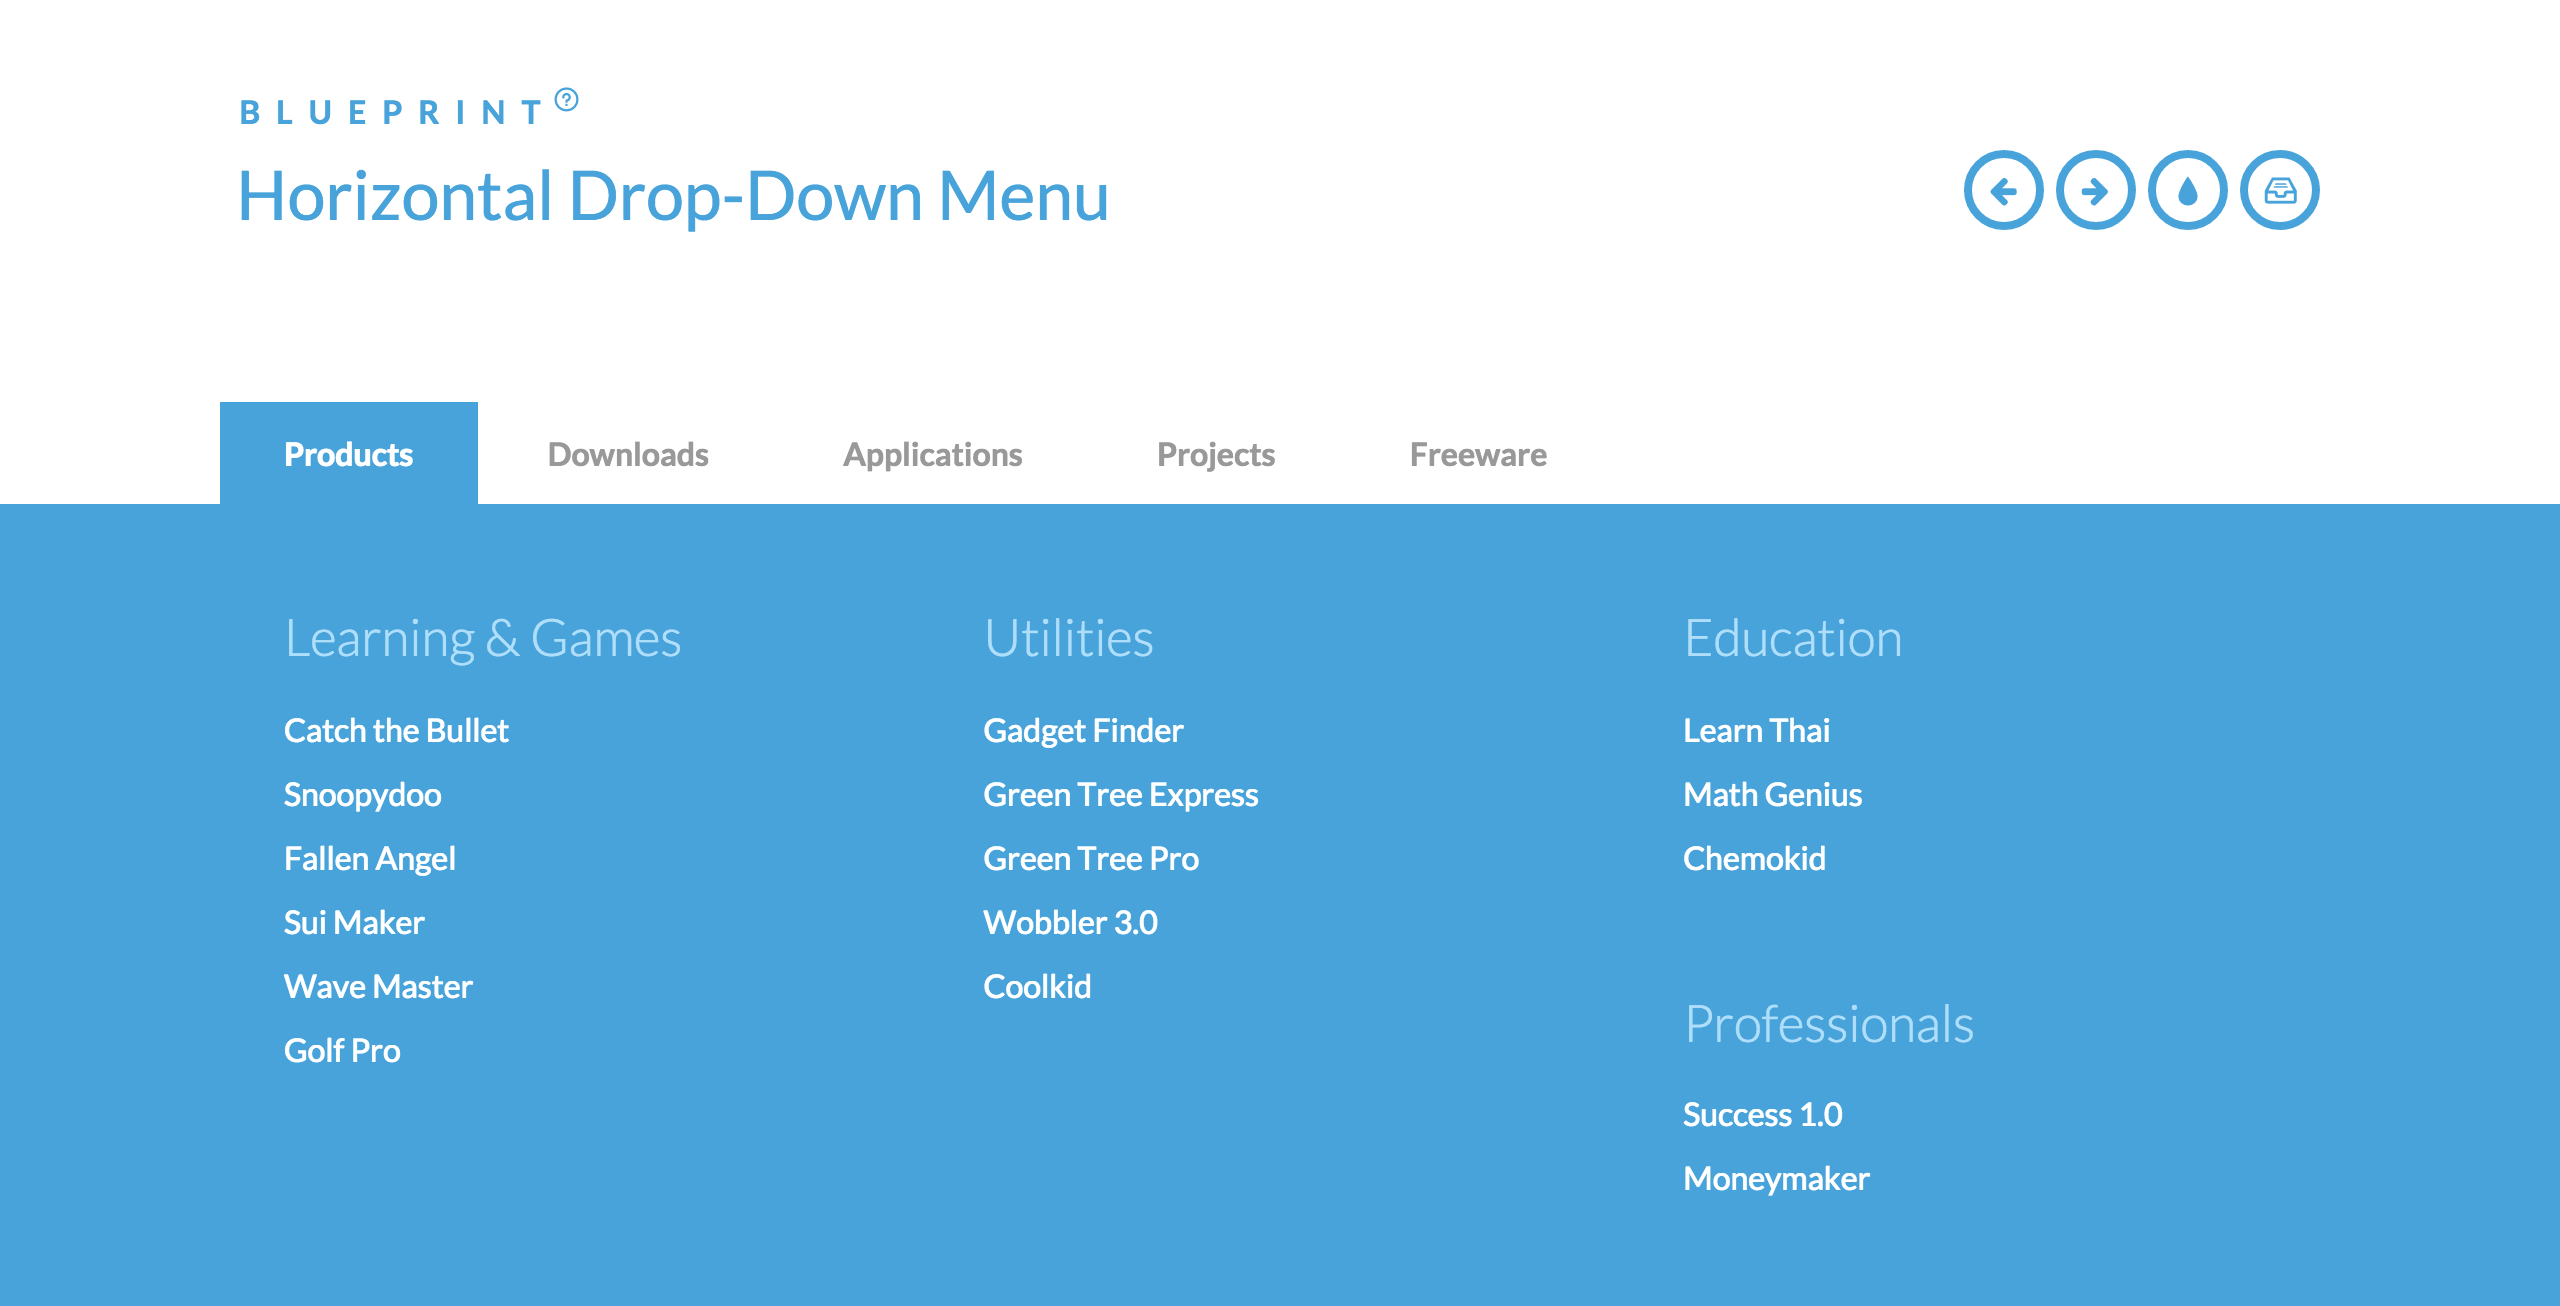 BLUEPRINT
Horizontal Drop-Down Menu
Products
Downloads
Applications
Projects
Freeware
Learning & Games
Catch the Bullet
Snoopydoo
Fallen Angel
Sui Maker
Wave Master
Golf Pro
Utilities
Gadget Finder
Green Tree Express
Green Tree Pro
Wobbler 3.0
Coolkid
Education
Learn Thai
Math Genius
Chemokid
Professionals
Success 1.0
Moneymaker